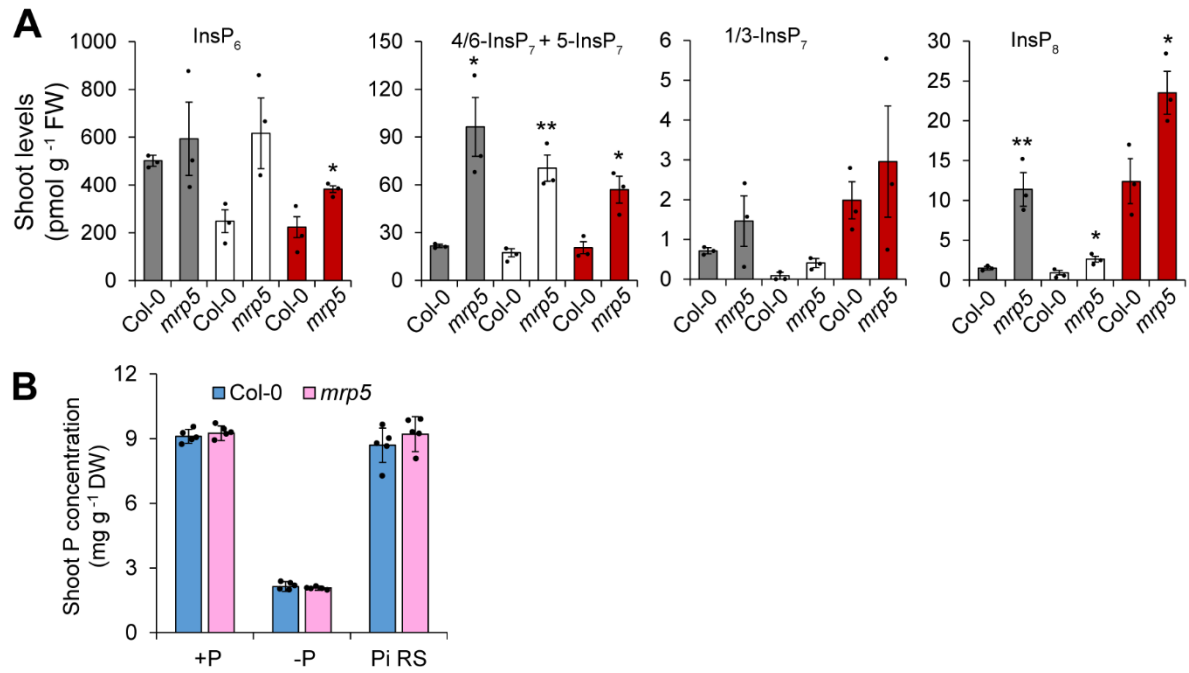 A
Shoot levels
(pmol g ⁻¹ FW)
InsP₆
1000
800
600
400
200
0
Col-0 mrp5 Col-0 mrp5 Col-0 mrp5
4/6-InsP₇ + 5-InsP₇
150
120
90
60
30
0
* ** *
Col-0 mrp5 Col-0 mrp5 Col-0 mrp5
1/3-InsP₇
6
5
4
3
2
1
0
Col-0 mrp5 Col-0 mrp5 Col-0 mrp5
InsP₈
30
25
20
15
10
5
0
** * *
Col-0 mrp5 Col-0 mrp5 Col-0 mrp5
*
B
Shoot P concentration
(mg g ⁻¹ DW)
Col-0 mrp5
12
9
6
3
0
+P -P Pi RS